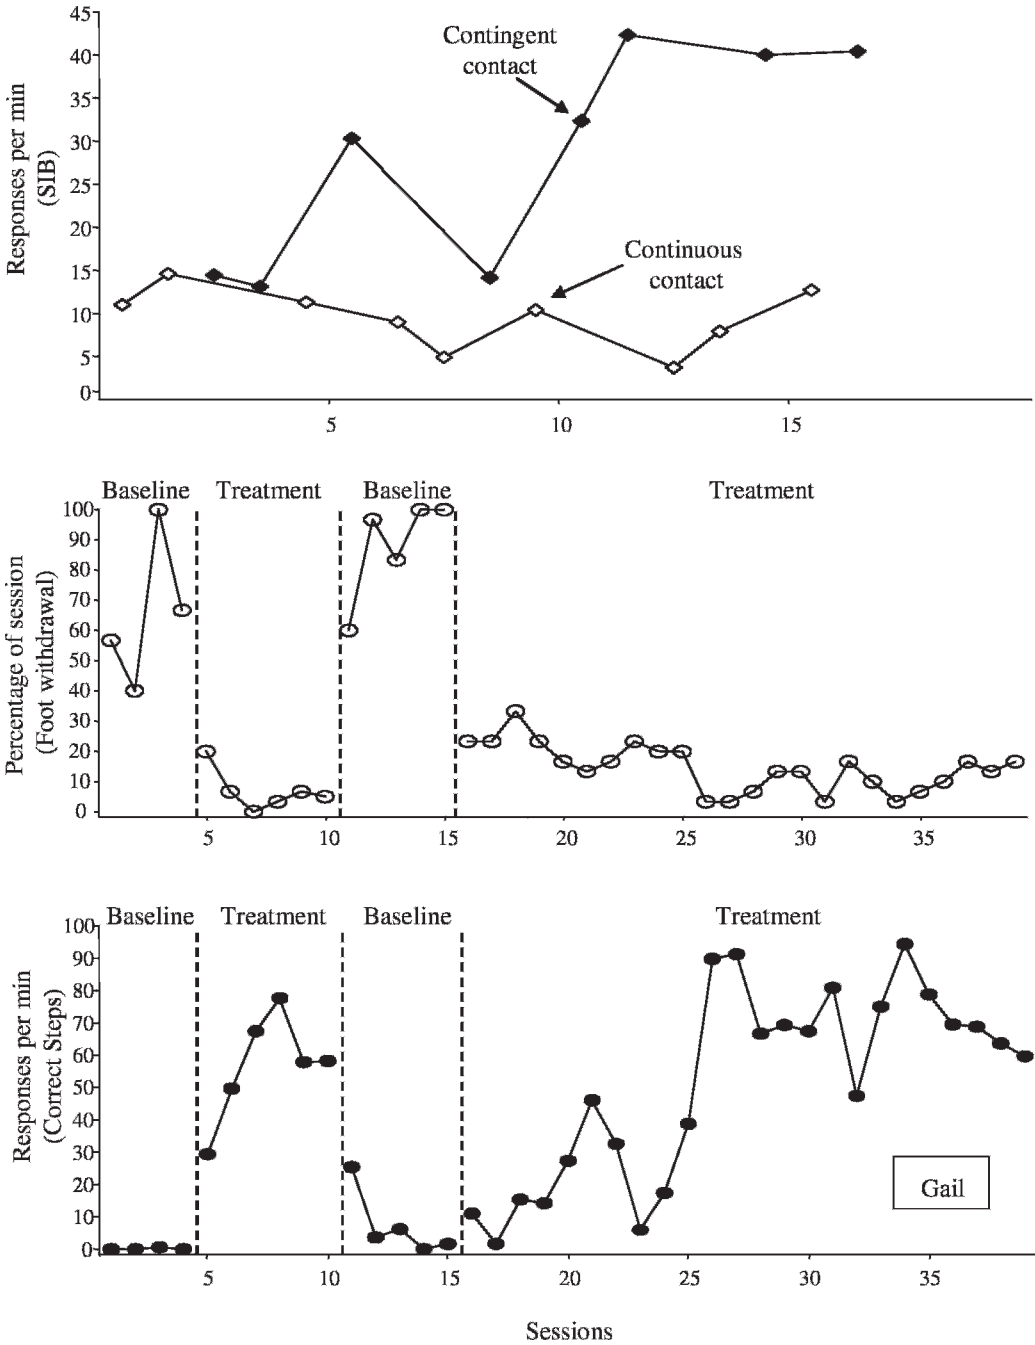 45
40
35
30
25
20
15
10
5
0
Responses per min
(SIB)
Contingent
contact
Continuous
contact
5 10 15
Baseline Treatment Baseline Treatment
100
90
80
70
60
50
40
30
20
10
0
Percentage of session
(Foot withdrawal)
5 10 15 20 25 30 35
Baseline Treatment Baseline Treatment
100
90
80
70
60
50
40
30
20
10
0
Responses per min
(Correct Steps)
Gail
5 10 15 20 25 30 35
Sessions